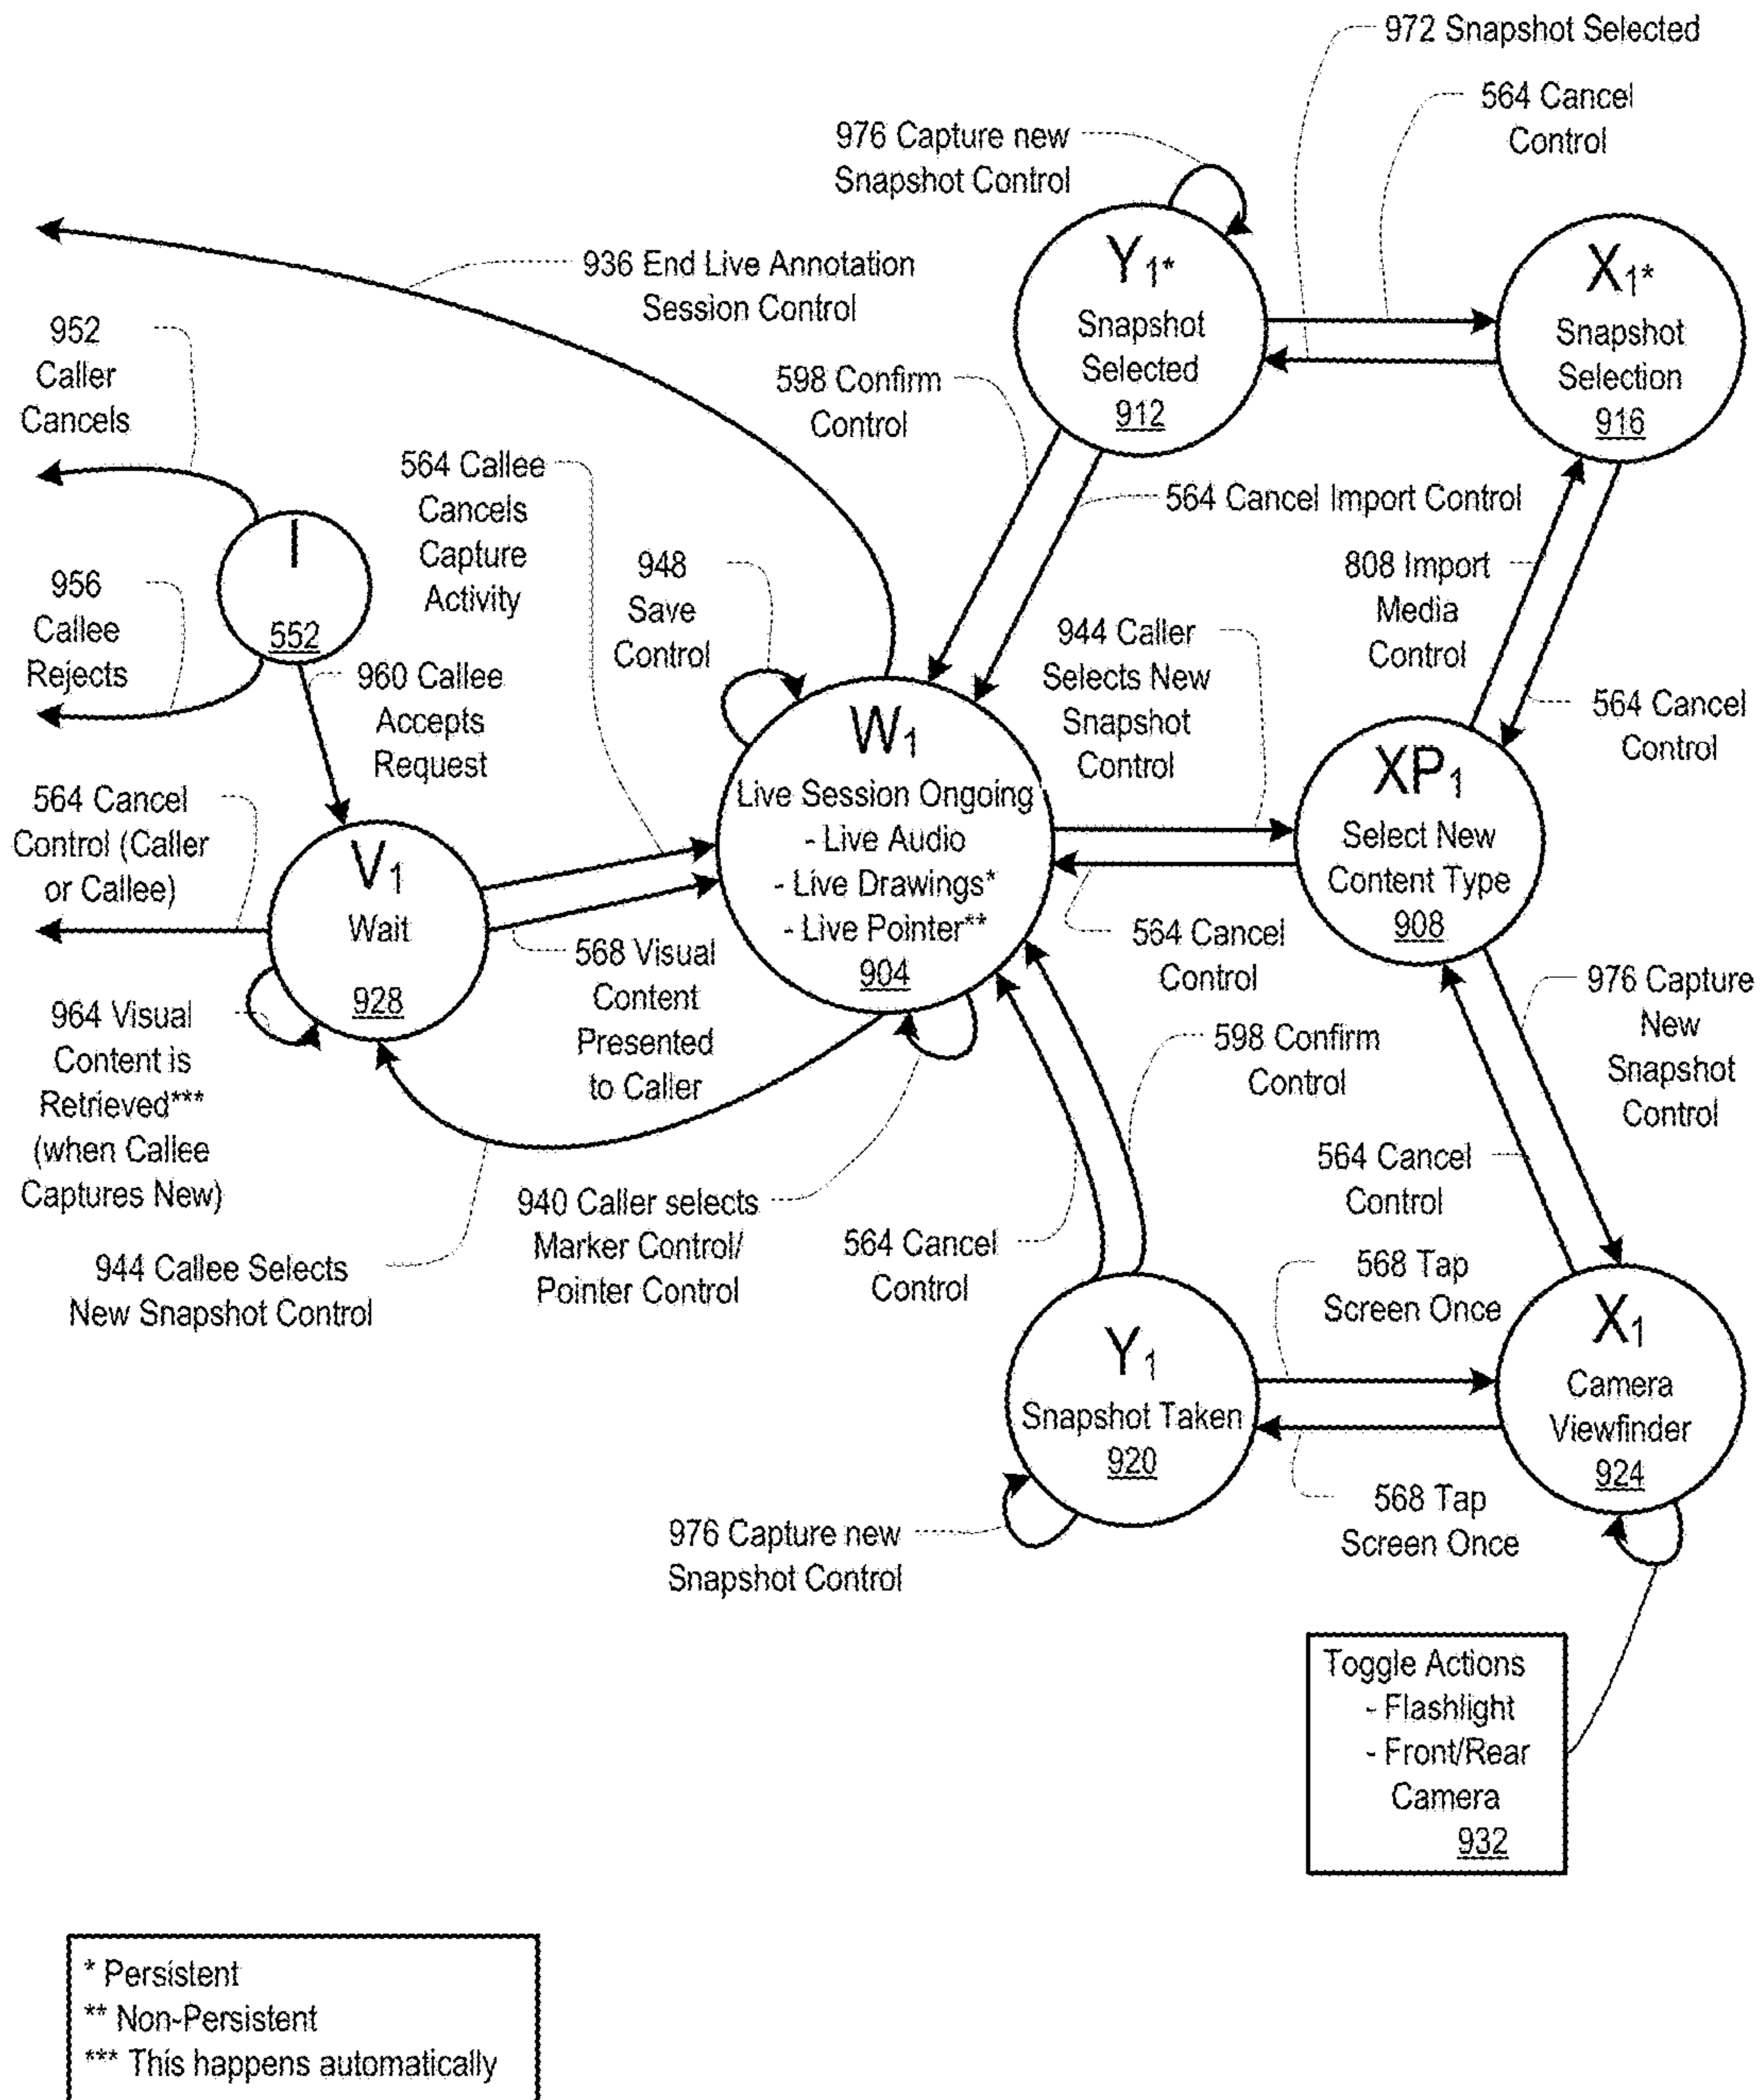 972 Snapshot Selected
564 Cancel
Control
976 Capture new
Snapshot Control
936 End Live Annotation
Session Control
Y1*
Snapshot
Selected
912
X1*
Snapshot
Selection
916
952
Caller
Cancels
598 Confirm
Control
564 Callee
Cancels
Capture
Activity
564 Cancel Import Control
I
552
956
Callee
Rejects
948
Save
Control
808 Import
Media
Control
960 Callee
Accepts
Request
944 Caller
Selects New
Snapshot
Control
564 Cancel
Control
564 Cancel
Control (Caller
or Callee)
V1
Wait
928
W1
Live Session Ongoing
- Live Audio
- Live Drawings*
- Live Pointer**
904
XP1
Select New
Content Type
908
564 Cancel
Control
568 Visual
Content
Presented
to Caller
964 Visual
Content is
Retrieved***
(when Callee
Captures New)
976 Capture
New
Snapshot
Control
598 Confirm
Control
564 Cancel
Control
944 Callee Selects
New Snapshot Control
940 Caller selects
Marker Control/
Pointer Control
564 Cancel
Control
568 Tap
Screen Once
Y1
Snapshot Taken
920
X1
Camera
Viewfinder
924
568 Tap
Screen Once
976 Capture new
Snapshot Control
Toggle Actions
- Flashlight
- Front/Rear
Camera
932
* Persistent
** Non-Persistent
*** This happens automatically